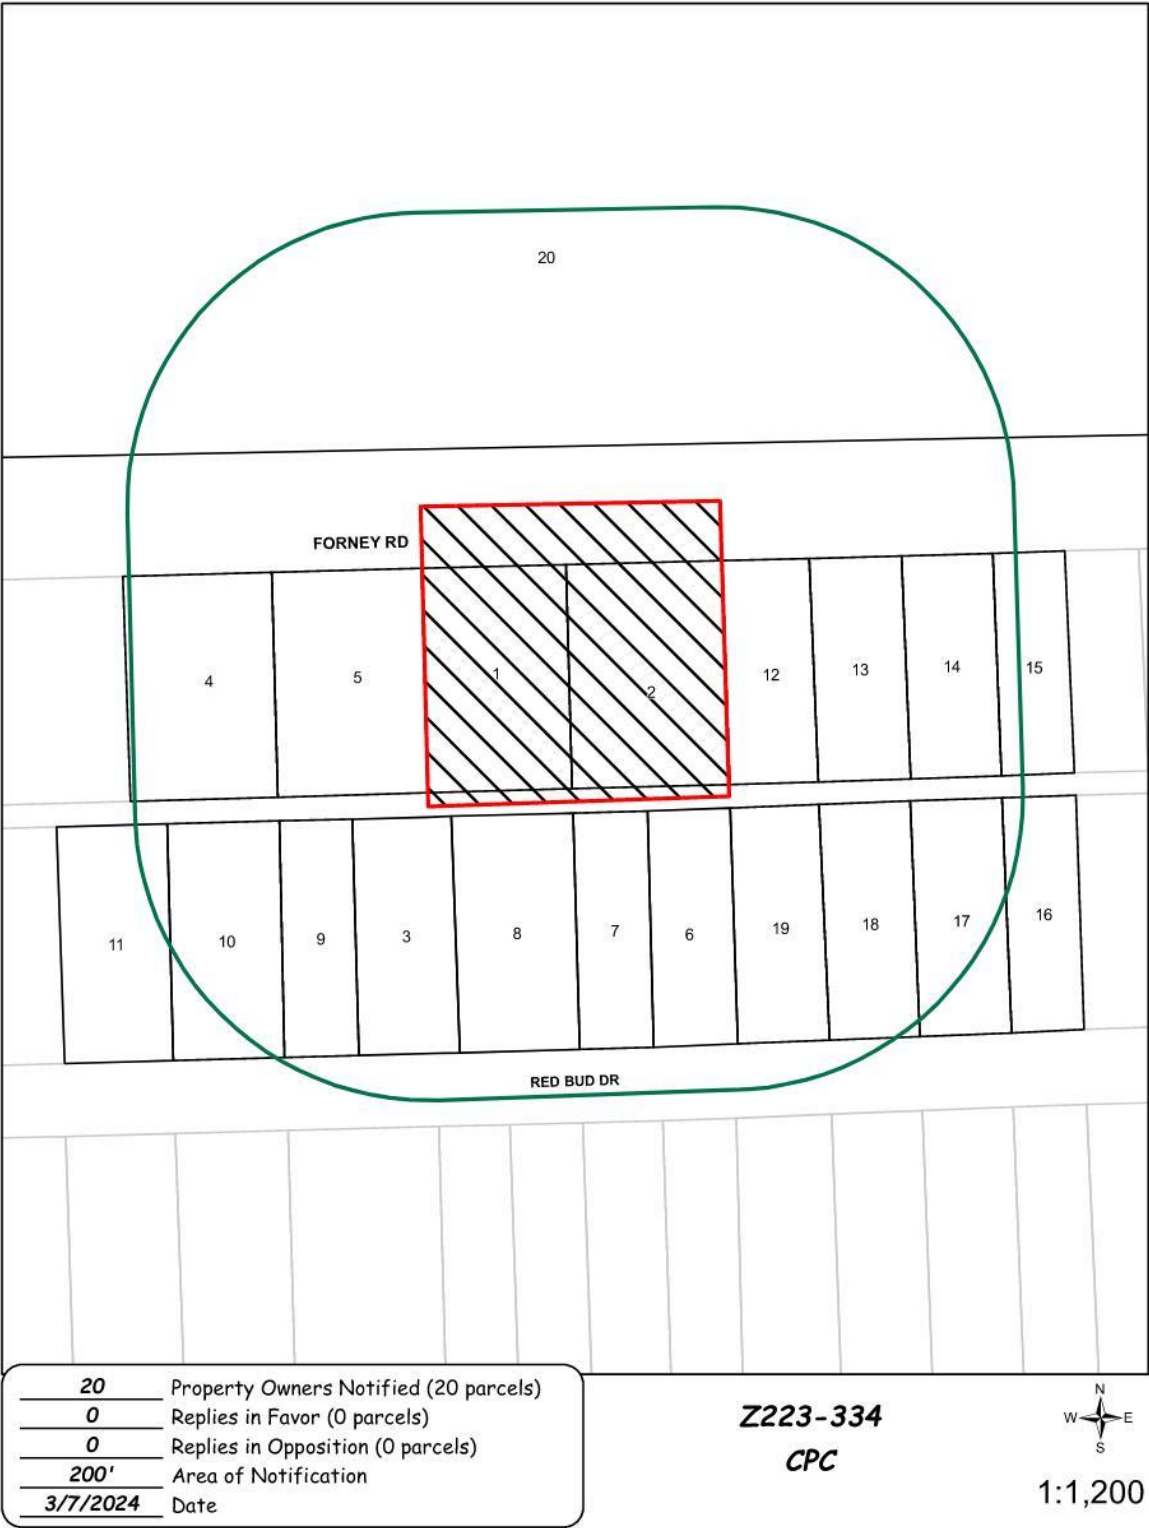 20
FORNEY RD
4
5
1
2
12
13
14
15
11
10
9
3
8
7
6
19
18
17
16
RED BUD DR
20 Property Owners Notified (20 parcels)
0 Replies in Favor (0 parcels)
0 Replies in Opposition (0 parcels)
200' Area of Notification
3/7/2024 Date
Z223-334
CPC
N
W E
S
1:1,200